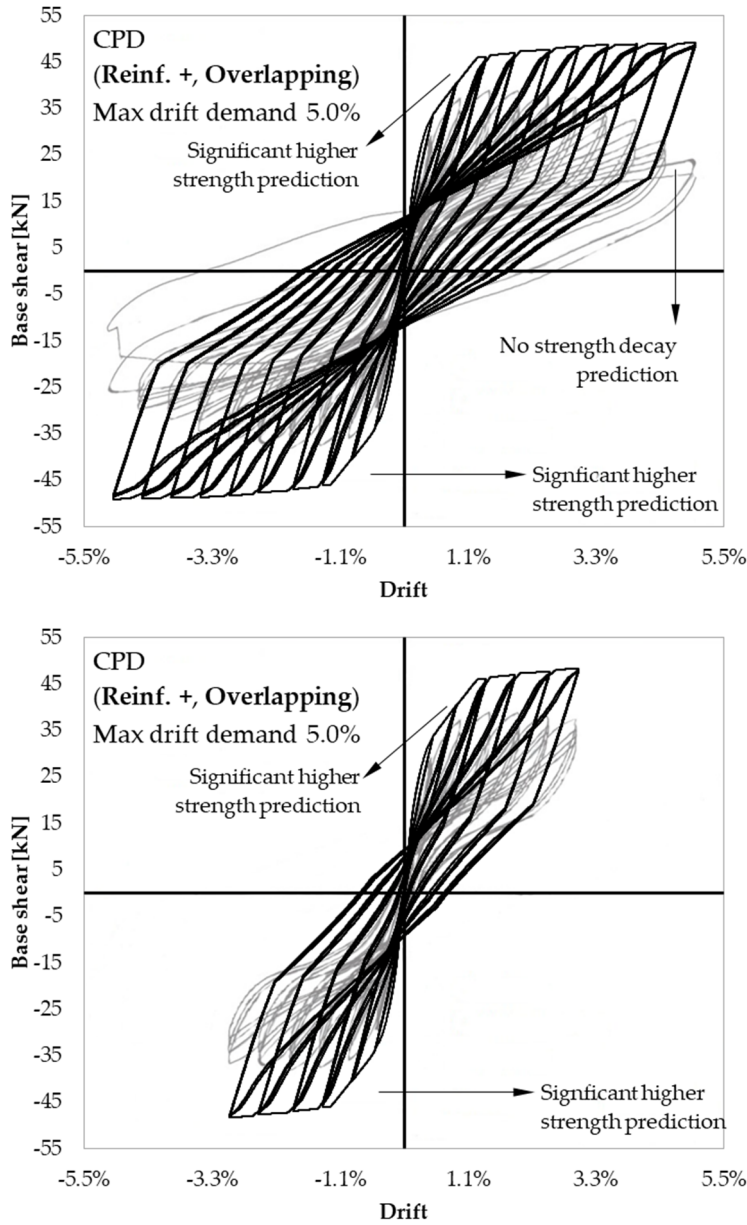 55
45
35
25
15
5
-5
-15
-25
-35
-45
-55
Base shear [kN]
CPD
(Reinf. +, Overlapping)
Max drift demand 5.0%
Significant higher
strength prediction
No strength decay
prediction
Signficant higher
strength prediction
-5.5% -3.3% -1.1% 1.1% 3.3% 5.5%
Drift
55
45
35
25
15
5
-5
-15
-25
-35
-45
-55
Base shear [kN]
CPD
(Reinf. +, Overlapping)
Max drift demand 5.0%
Significant higher
strength prediction
Signficant higher
strength prediction
-5.5% -3.3% -1.1% 1.1% 3.3% 5.5%
Drift